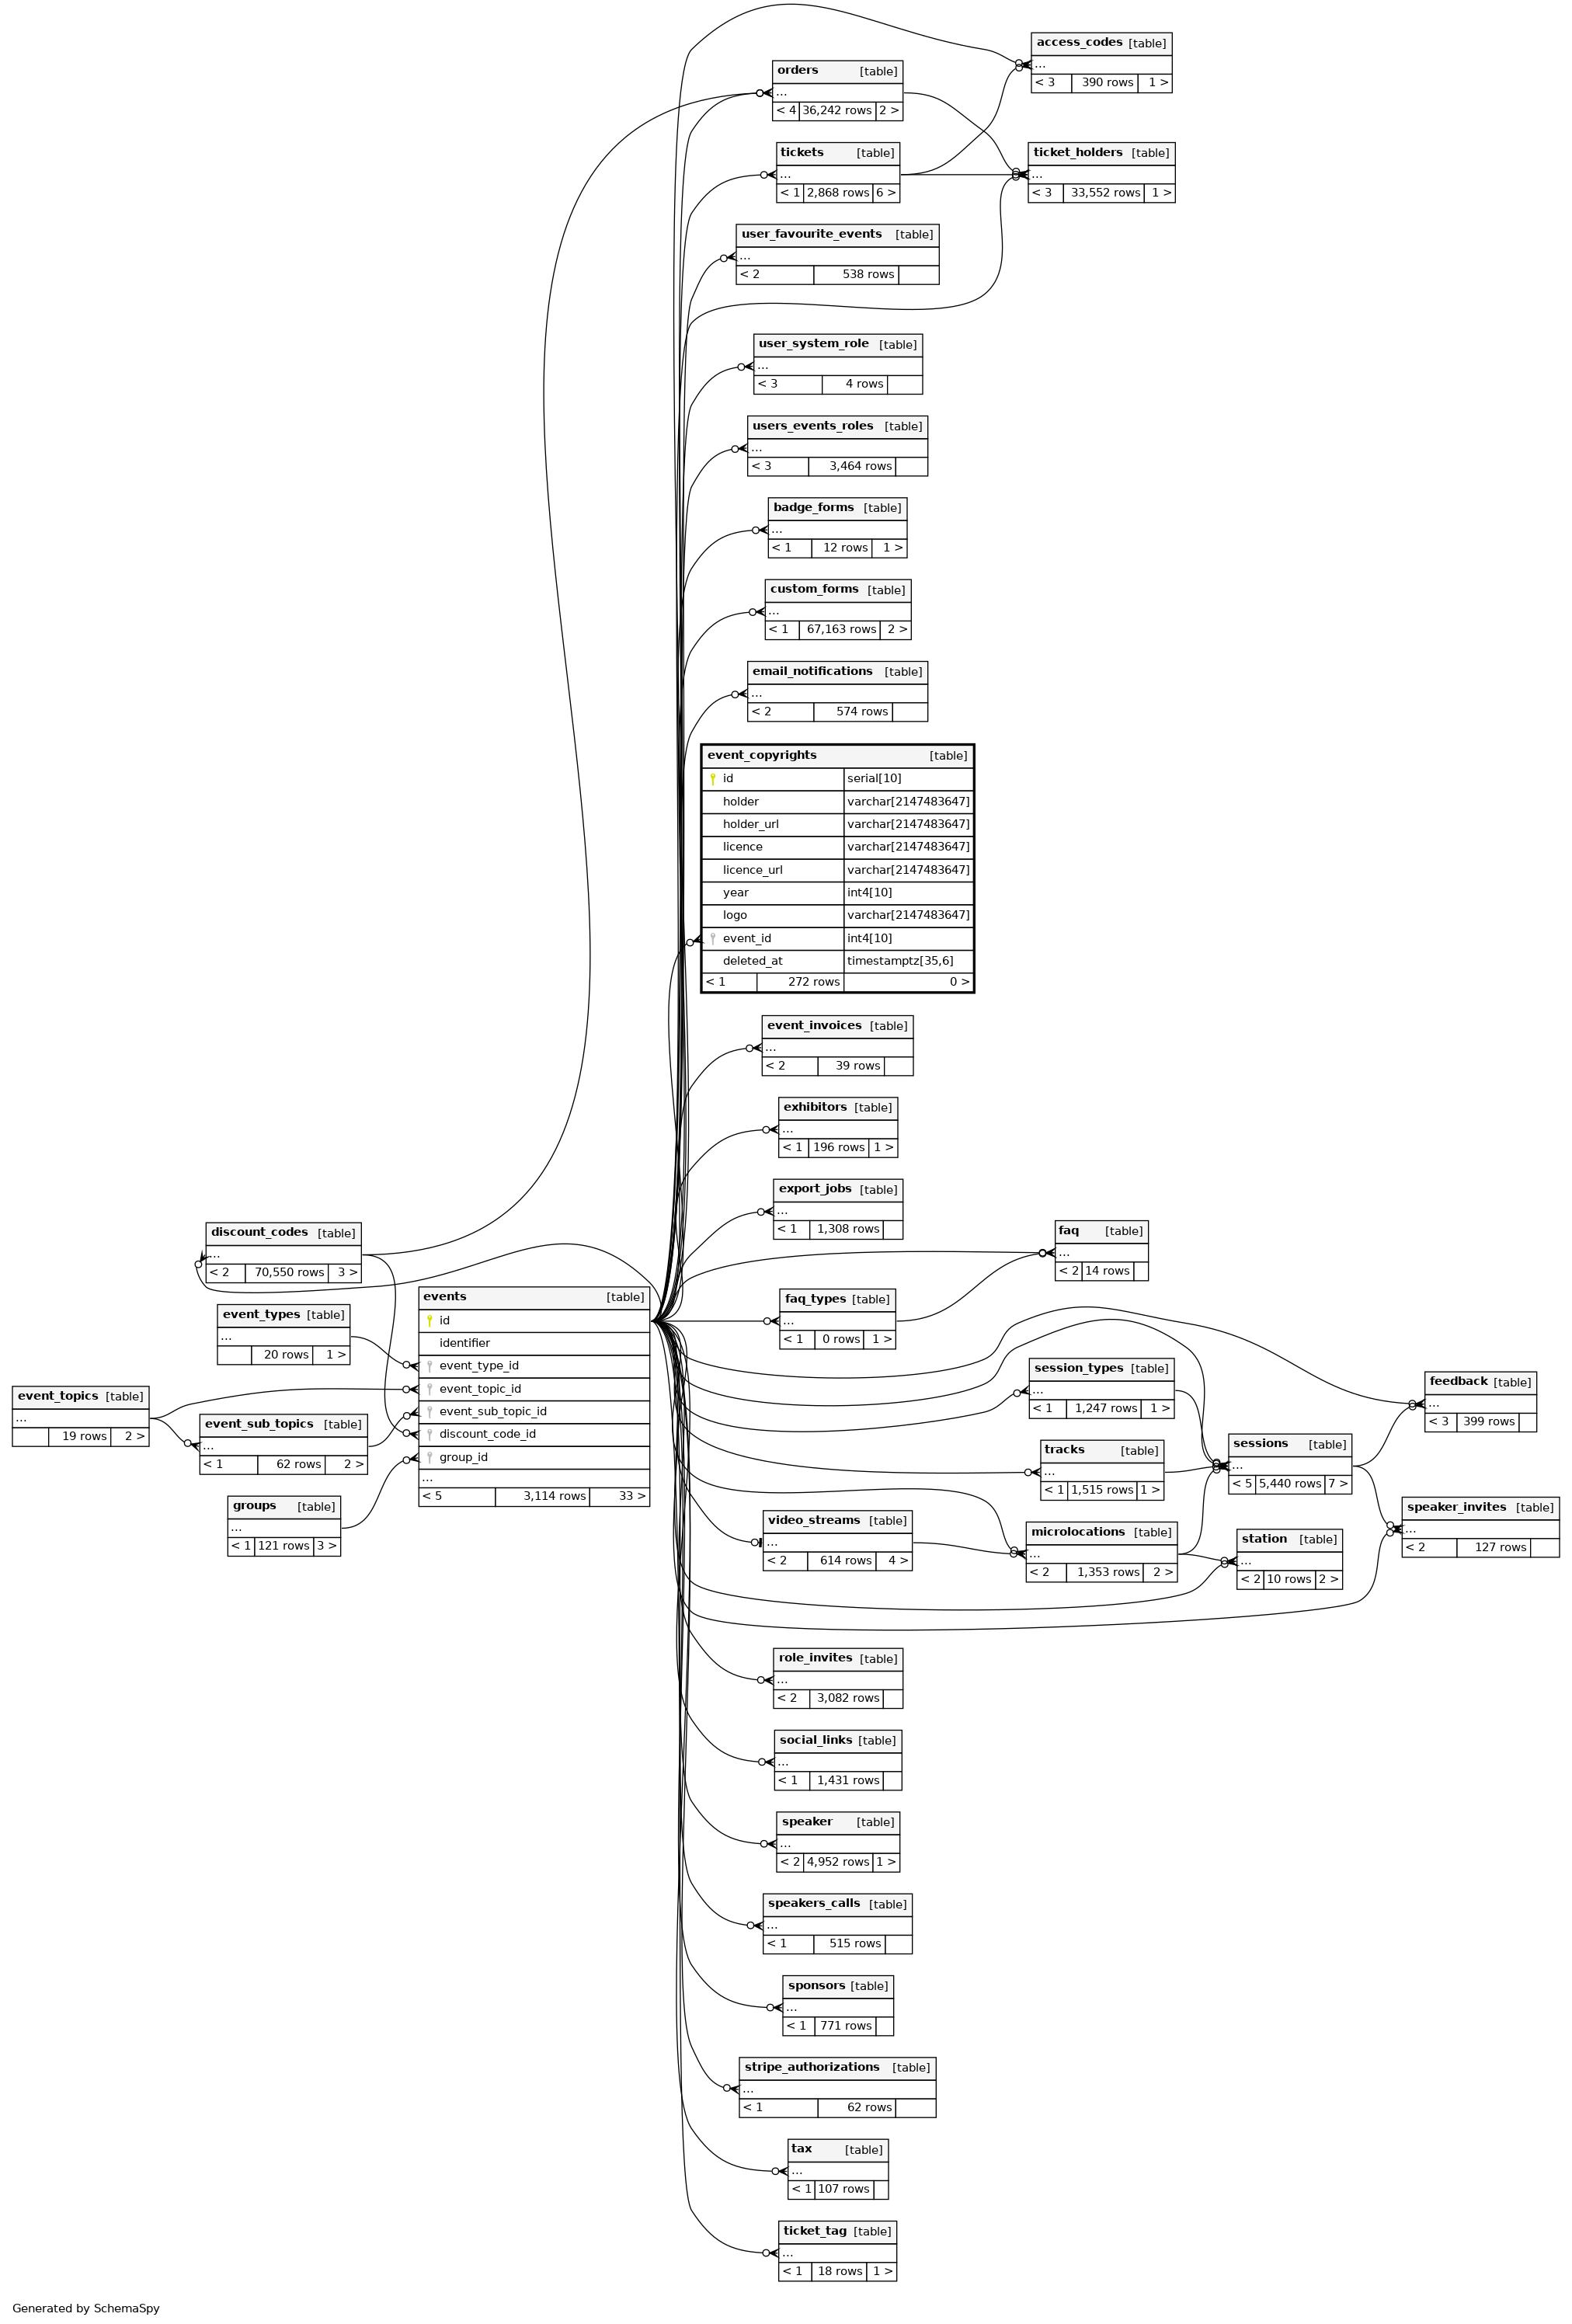 access_codes [table]
...
< 3 390 rows 1 >
orders [table]
...
< 4 36,242 rows 2 >
tickets [table]
...
< 1 2,868 rows 6 >
ticket_holders [table]
...
< 3 33,552 rows 1 >
user_favourite_events [table]
...
< 2 538 rows
user_system_role [table]
...
< 3 4 rows
users_events_roles [table]
...
< 3 3,464 rows
badge_forms [table]
...
< 1 12 rows 1 >
custom_forms [table]
...
< 1 67,163 rows 2 >
email_notifications [table]
...
< 2 574 rows
event_copyrights [table]
id serial[10]
holder varchar[2147483647]
holder_url varchar[2147483647]
licence varchar[2147483647]
licence_url varchar[2147483647]
year int4[10]
logo varchar[2147483647]
event_id int4[10]
deleted_at timestamptz[35,6]
< 1 272 rows 0 >
event_invoices [table]
...
< 2 39 rows
exhibitors [table]
...
< 1 196 rows 1 >
export_jobs [table]
...
< 1 1,308 rows
faq [table]
...
< 2 14 rows
faq_types [table]
...
< 1 0 rows 1 >
discount_codes [table]
...
< 2 70,550 rows 3 >
event_types [table]
...
20 rows 1 >
event_topics [table]
...
19 rows 2 >
event_sub_topics [table]
...
< 1 62 rows 2 >
groups [table]
...
< 1 121 rows 3 >
events [table]
id
identifier
event_type_id
event_topic_id
event_sub_topic_id
discount_code_id
group_id
...
< 5 3,114 rows 33 >
session_types [table]
...
< 1 1,247 rows 1 >
tracks [table]
...
< 1 1,515 rows 1 >
feedback [table]
...
< 3 399 rows
sessions [table]
...
< 5 5,440 rows 7 >
speaker_invites [table]
...
< 2 127 rows
video_streams [table]
...
< 2 614 rows 4 >
microlocations [table]
...
< 2 1,353 rows 2 >
station [table]
...
< 2 10 rows 2 >
role_invites [table]
...
< 2 3,082 rows
social_links [table]
...
< 1 1,431 rows
speaker [table]
...
< 2 4,952 rows 1 >
speakers_calls [table]
...
< 1 515 rows
sponsors [table]
...
< 1 771 rows
stripe_authorizations [table]
...
< 1 62 rows
tax [table]
...
< 1 107 rows
ticket_tag [table]
...
< 1 18 rows 1 >
Generated by SchemaSpy